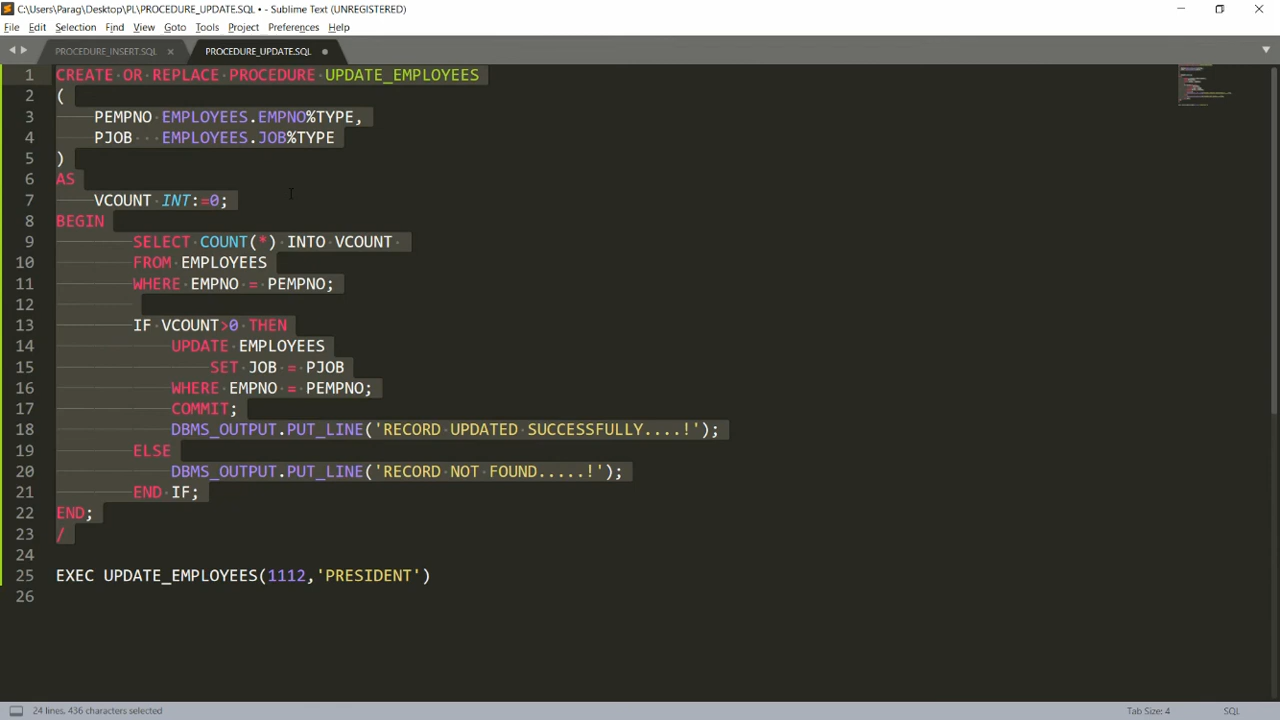 C:\Users\Parag\Desktop\PL\PROCEDURE_UPDATE.SQL • - Sublime Text (UNREGISTERED)
File Edit Selection Find View Goto Tools Project Preferences Help
PROCEDURE_INSERT.SQL PROCEDURE_UPDATE.SQL
1 CREATE OR REPLACE PROCEDURE UPDATE_EMPLOYEES
2 (
3 PEMPNO EMPLOYEES.EMPNO%TYPE,
4 PJOB EMPLOYEES.JOB%TYPE
5 )
6 AS
7 VCOUNT INT:=0;
8 BEGIN
9 SELECT COUNT(*) INTO VCOUNT
10 FROM EMPLOYEES
11 WHERE EMPNO = PEMPNO;
12
13 IF VCOUNT>0 THEN
14 UPDATE EMPLOYEES
15 SET JOB = PJOB
16 WHERE EMPNO = PEMPNO;
17 COMMIT;
18 DBMS_OUTPUT.PUT_LINE('RECORD UPDATED SUCCESSFULLY....!');
19 ELSE
20 DBMS_OUTPUT.PUT_LINE('RECORD NOT FOUND.....!');
21 END IF;
22 END;
23 /
24
25 EXEC UPDATE_EMPLOYEES(1112,'PRESIDENT')
26
24 lines, 436 characters selected Tab Size: 4 SQL